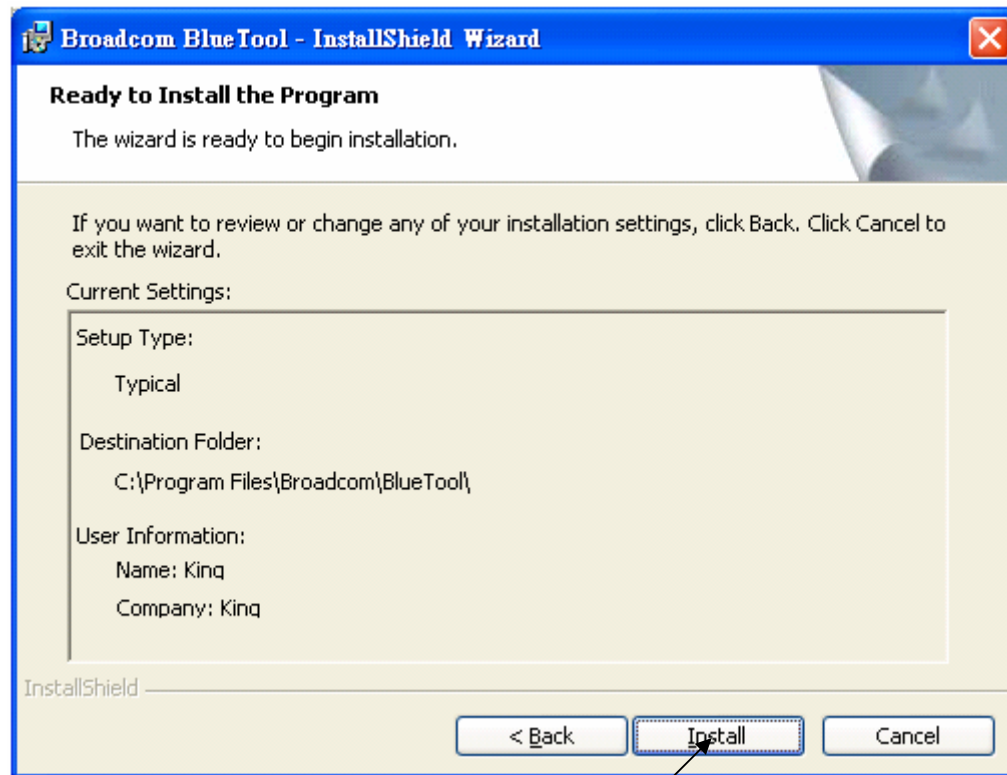 Broadcom BlueTool - InstallShield Wizard
Ready to Install the Program
The wizard is ready to begin installation.
If you want to review or change any of your installation settings, click Back. Click Cancel to
exit the wizard.
Current Settings:
Setup Type:
Typical
Destination Folder:
C:\Program Files\Broadcom\BlueTool\
User Information:
Name: King
Company: King
InstallShield
< Back
Install
Cancel